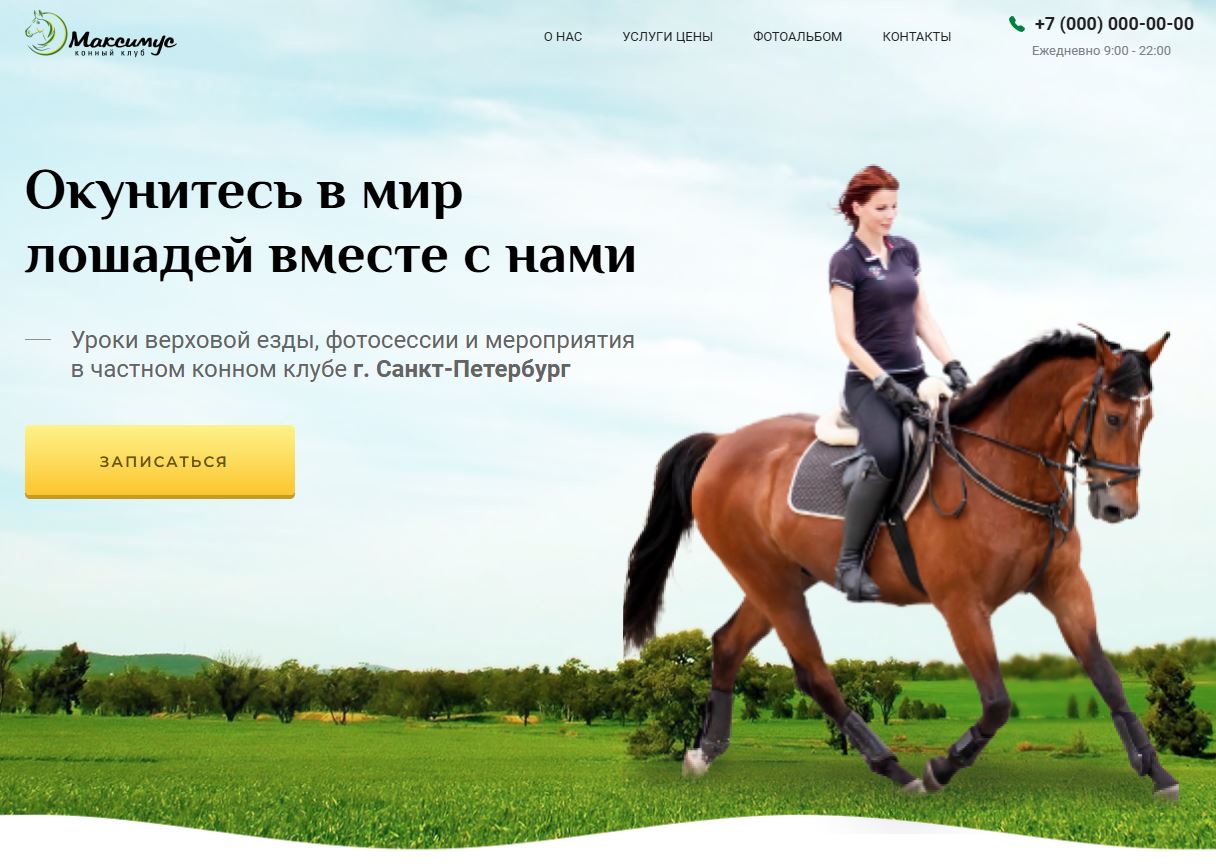 Максимус
конный клуб
О НАС
УСЛУГИ ЦЕНЫ
ФОТОАЛЬБОМ
КОНТАКТЫ
+7 (000) 000-00-00
Ежедневно 9:00 - 22:00
Окунитесь в мир
лошадей вместе с нами
Уроки верховой езды, фотосессии и мероприятия
в частном конном клубе г. Санкт-Петербург
ЗАПИСАТЬСЯ